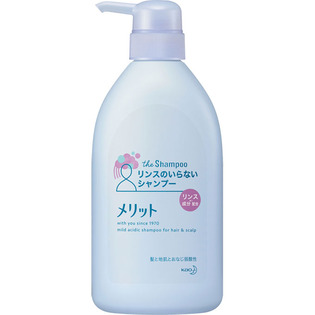 the Shampoo
リンスのいらない
シャンプー
リンス
成分 配合
メリット
with you since 1970
mild acidic shampoo for hair & scalp
髪と地肌とおなじ弱酸性
Kao